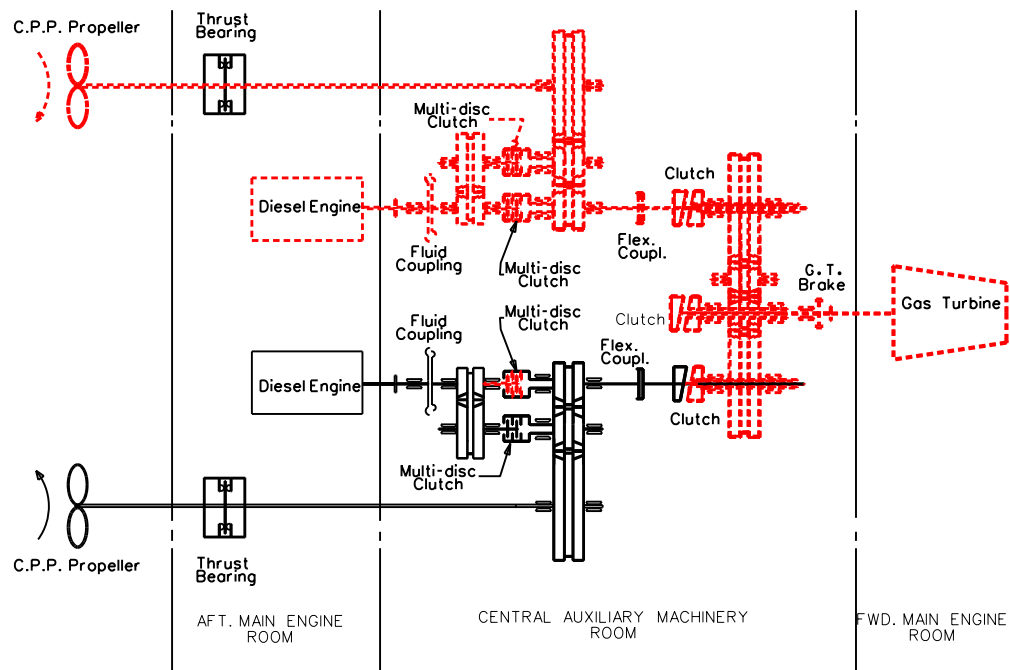 C.P.P. Propeller
Thrust
Bearing
Multi-disc
Clutch
Clutch
Diesel Engine
Fluid
Coupling
Multi-disc
Clutch
Flex.
Coupl.
G.T.
Brake
Gas Turbine
Fluid
Coupling
Multi-disc
Clutch
Clutch
Flex.
Coupl.
Diesel Engine
Clutch
Multi-disc
Clutch
C.P.P. Propeller
Thrust
Bearing
AFT. MAIN ENGINE
ROOM
CENTRAL AUXILIARY MACHINERY
ROOM
FWD. MAIN ENGINE
ROOM